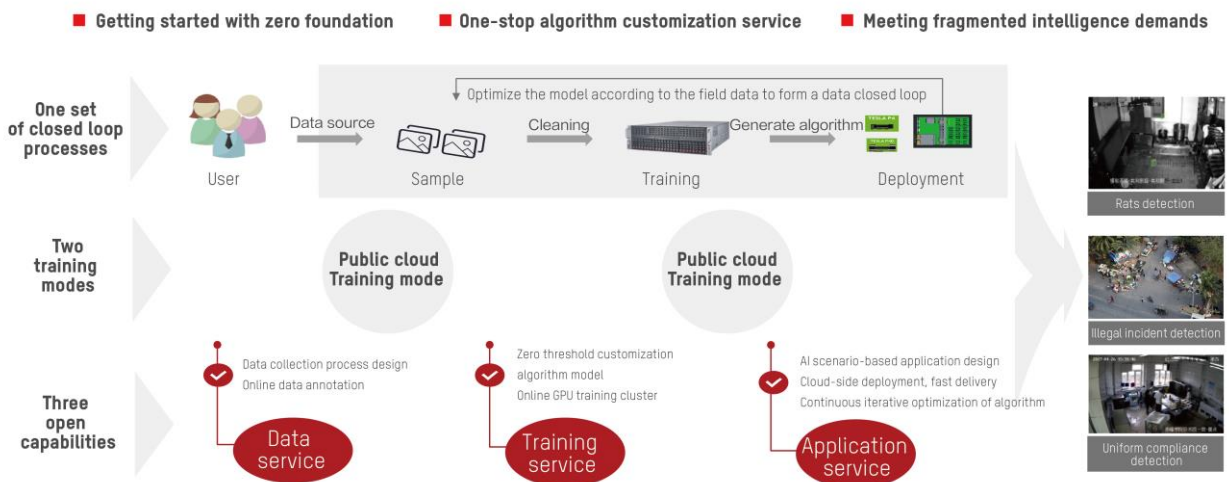 Getting started with zero foundation
One-stop algorithm customization service
Meeting fragmented intelligence demands
One set
of closed loop
processes
Optimize the model according to the field data to form a data closed loop
Data source
Cleaning
Generate algorithm
User
Sample
Training
Deployment
Rats detection
Two
training
modes
Public cloud
Training mode
Public cloud
Training mode
Illegal incident detection
Three
open
capabilities
Data collection process design
Online data annotation
Data
service
Zero threshold customization
algorithm model
Online GPU training cluster
Training
service
AI scenario-based application design
Cloud-side deployment, fast delivery
Continuous iterative optimization of algorithm
Application
service
Uniform compliance
detection